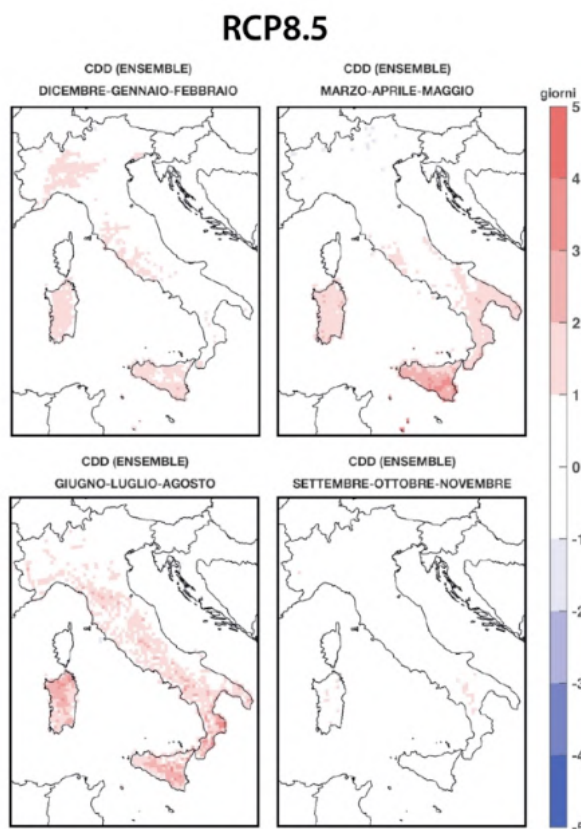 RCP8.5
CDD (ENSEMBLE)
DICEMBRE-GENNAIO-FEBBRAIO
CDD (ENSEMBLE)
MARZO-APRILE-MAGGIO
giorni
5
4
3
2
1
0
-1
-2
-3
-4
-5
CDD (ENSEMBLE)
GIUGNO-LUGLIO-AGOSTO
CDD (ENSEMBLE)
SETTEMBRE-OTTOBRE-NOVEMBRE